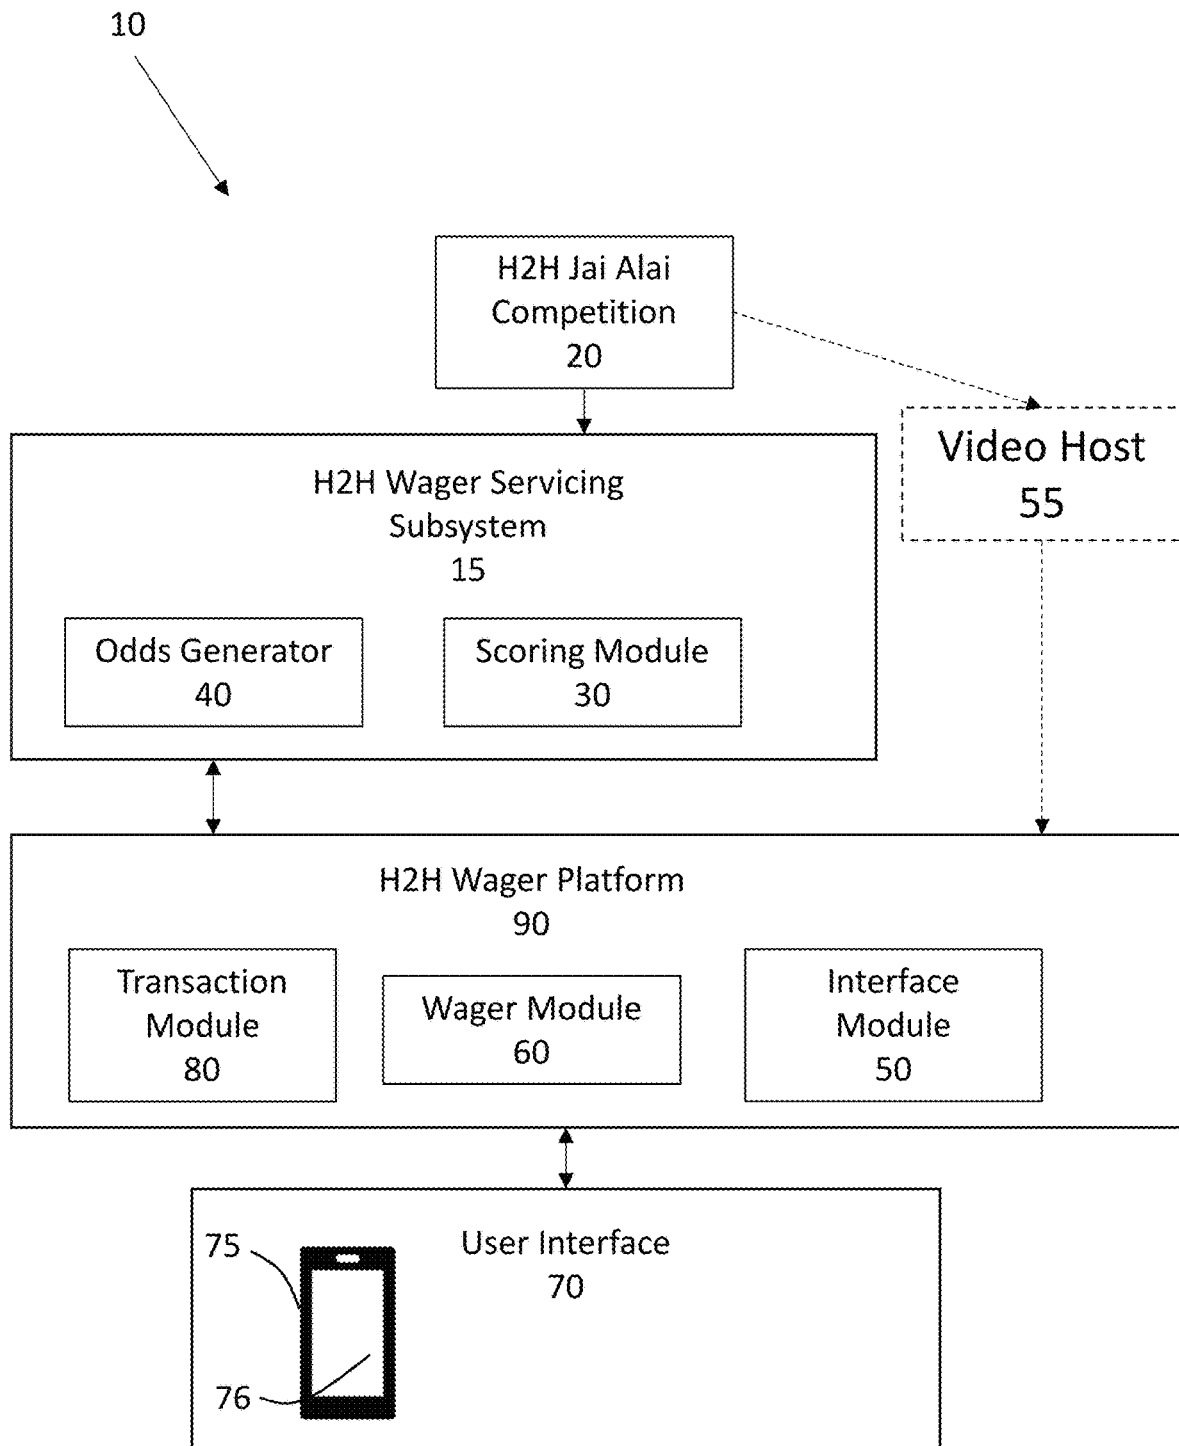 10
H2H Jai Alai
Competition
20
Video Host
55
H2H Wager Servicing
Subsystem
15
Odds Generator
40
Scoring Module
30
H2H Wager Platform
90
Transaction
Module
80
Wager Module
60
Interface
Module
50
75
User Interface
70
76